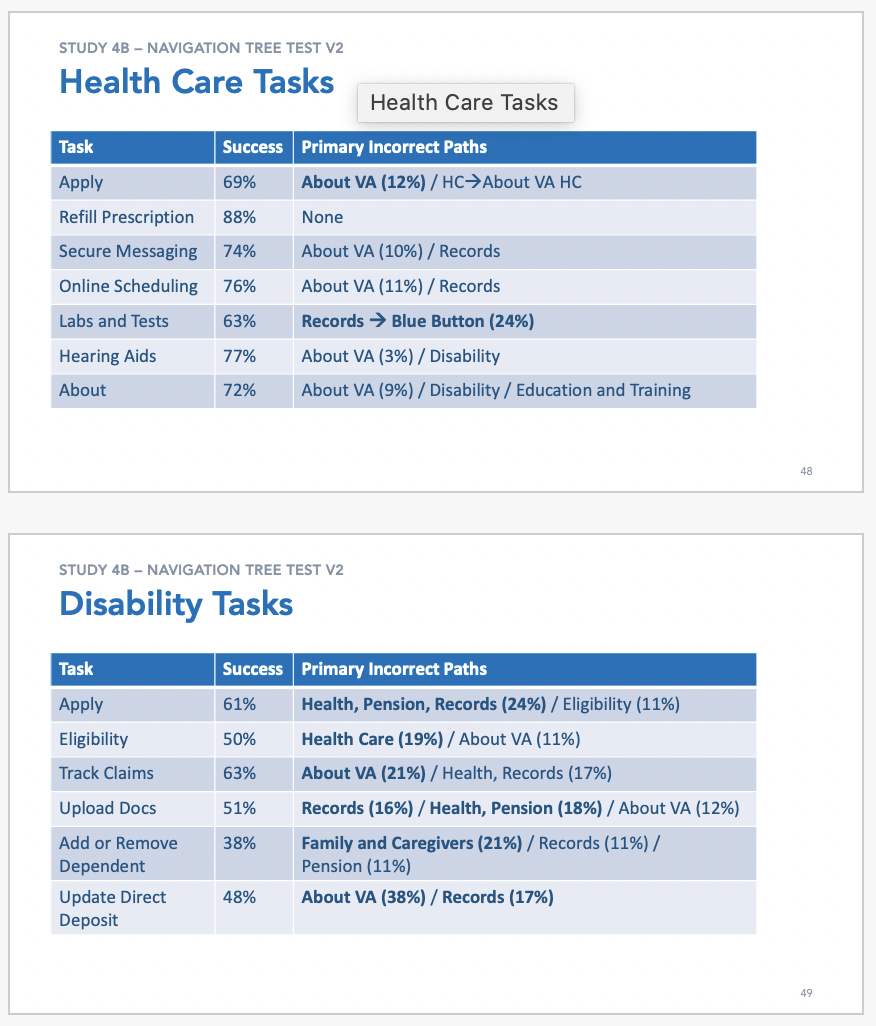 STUDY 4B – NAVIGATION TREE TEST V2
Health Care Tasks
Health Care Tasks
Task Success Primary Incorrect Paths
Apply 69% About VA (12%) / HC→About VA HC
Refill Prescription 88% None
Secure Messaging 74% About VA (10%) / Records
Online Scheduling 76% About VA (11%) / Records
Labs and Tests 63% Records → Blue Button (24%)
Hearing Aids 77% About VA (3%) / Disability
About 72% About VA (9%) / Disability / Education and Training
48
STUDY 4B – NAVIGATION TREE TEST V2
Disability Tasks
Task Success Primary Incorrect Paths
Apply 61% Health, Pension, Records (24%) / Eligibility (11%)
Eligibility 50% Health Care (19%) / About VA (11%)
Track Claims 63% About VA (21%) / Health, Records (17%)
Upload Docs 51% Records (16%) / Health, Pension (18%) / About VA (12%)
Add or Remove 38% Family and Caregivers (21%) / Records (11%) /
Dependent Pension (11%)
Update Direct 48% About VA (38%) / Records (17%)
Deposit
49